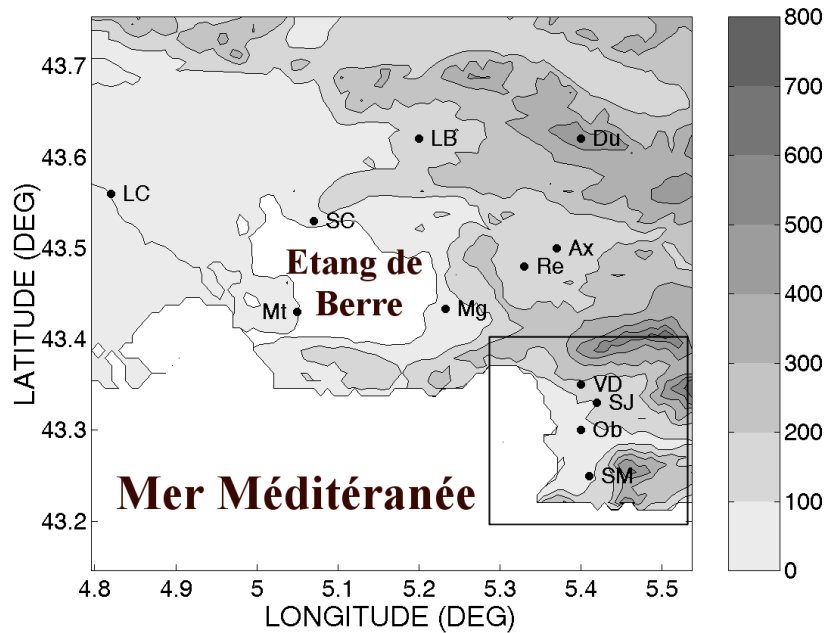 800
43.7
700
LB
Du
43.6
600
LC
SC
500
43.5
Ax
Etang de
Re
400
Berre
Mt
Mg
43.4
300
VD
SJ
43.3
Ob
200
SM
Mer Méditéranée
100
43.2
0
4.8 4.9 5 5.1 5.2 5.3 5.4 5.5
LONGITUDE (DEG)
LATITUDE (DEG)